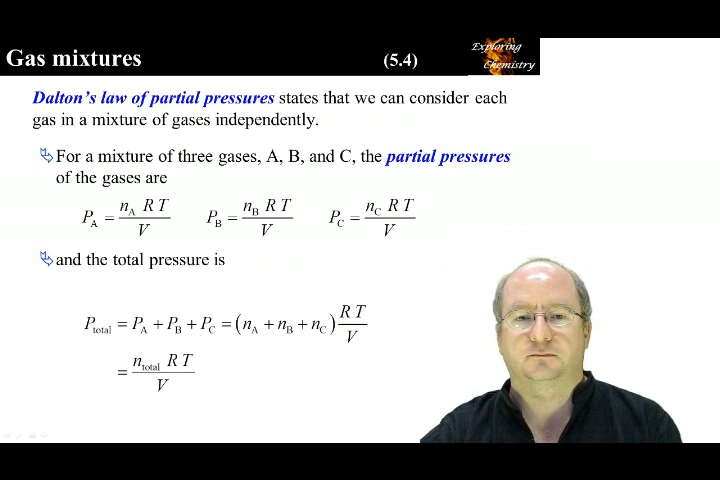 Gas mixtures (5.4) Exploring Chemistry
Dalton's law of partial pressures states that we can consider each
gas in a mixture of gases independently.
For a mixture of three gases, A, B, and C, the partial pressures
of the gases are
P_A = n_A R T / V P_B = n_B R T / V P_C = n_C R T / V
and the total pressure is
P_total = P_A + P_B + P_C = (n_A + n_B + n_C) R T / V
= n_total R T / V